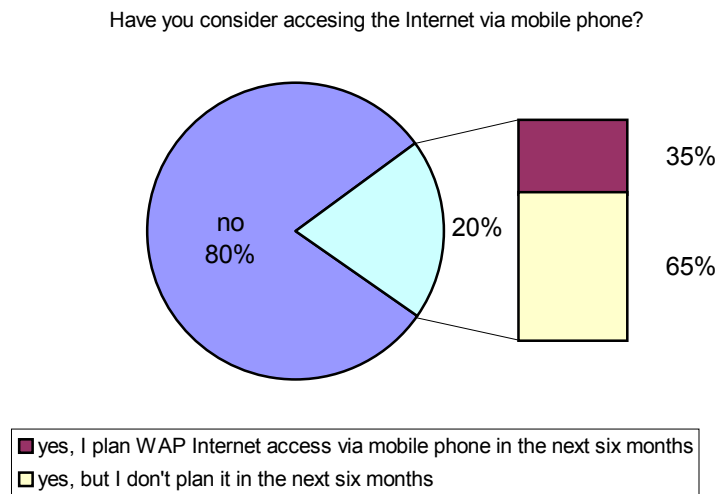 Have you consider accesing the Internet via mobile phone?
no
80%
20%
35%
65%
yes, I plan WAP Internet access via mobile phone in the next six months
yes, but I don't plan it in the next six months